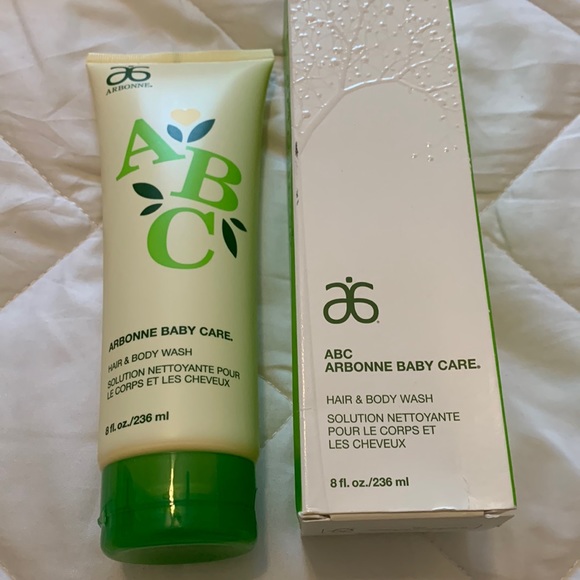 ARBONNE.
ABC
ARBONNE BABY CARE.
HAIR & BODY WASH
SOLUTION NETTOYANTE POUR
LE CORPS ET LES CHEVEUX
8 fl. oz./236 ml
ABC
ARBONNE BABY CARE®
HAIR & BODY WASH
SOLUTION NETTOYANTE
POUR LE CORPS ET
LES CHEVEUX
8 fl. oz./236 ml